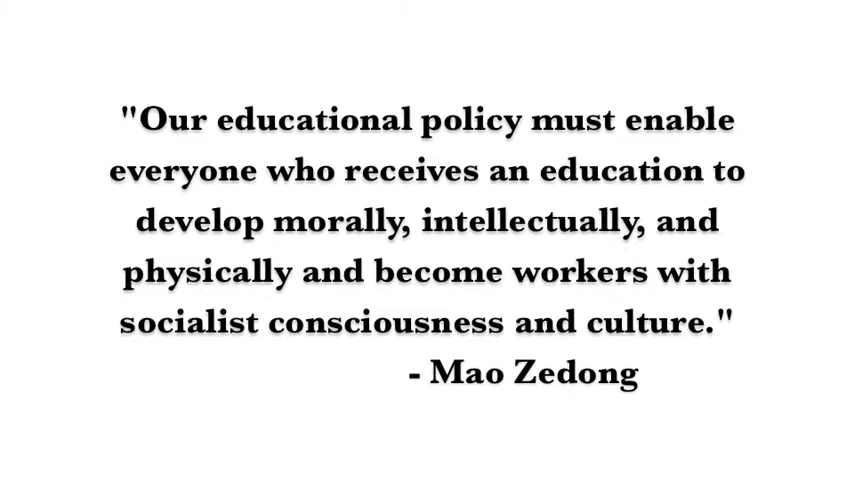 "Our educational policy must enable
everyone who receives an education to
develop morally, intellectually, and
physically and become workers with
socialist consciousness and culture."
- Mao Zedong